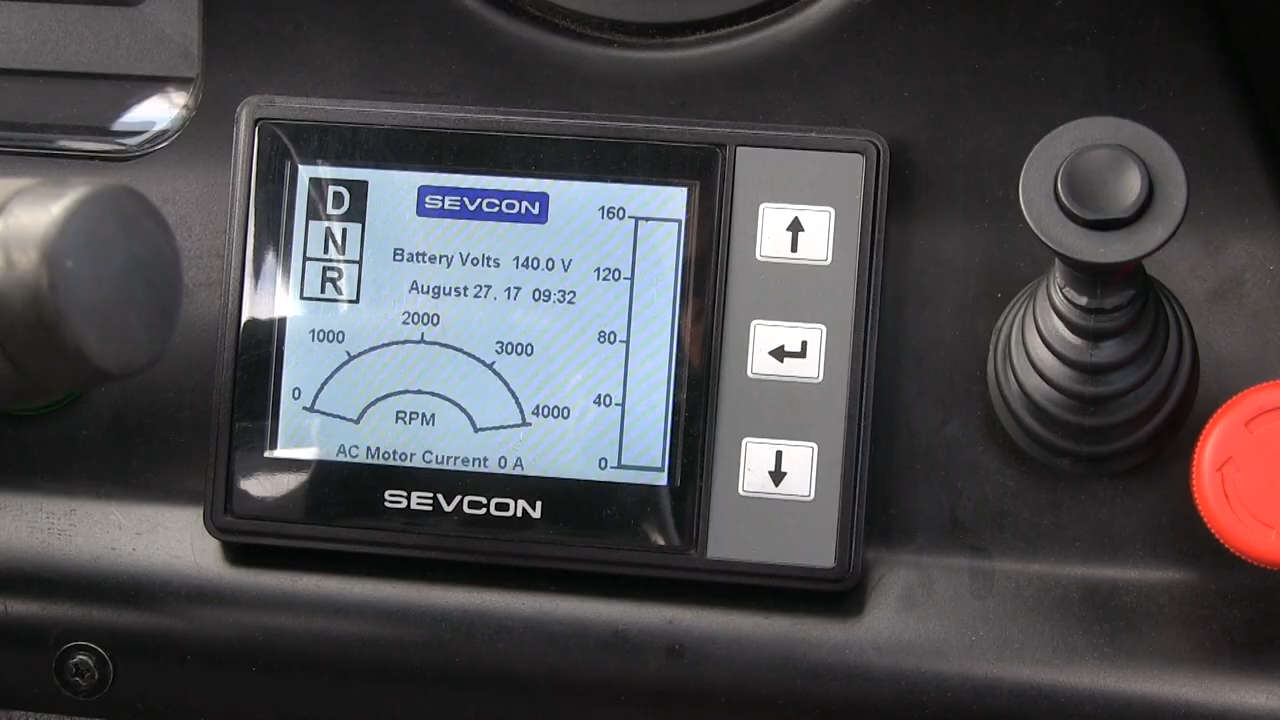 D
N
R
SEVCON
Battery Volts 140.0 V
August 27, 17 09:32
0
1000
2000
3000
4000
RPM
AC Motor Current 0 A
160
120
80
40
0
SEVCON